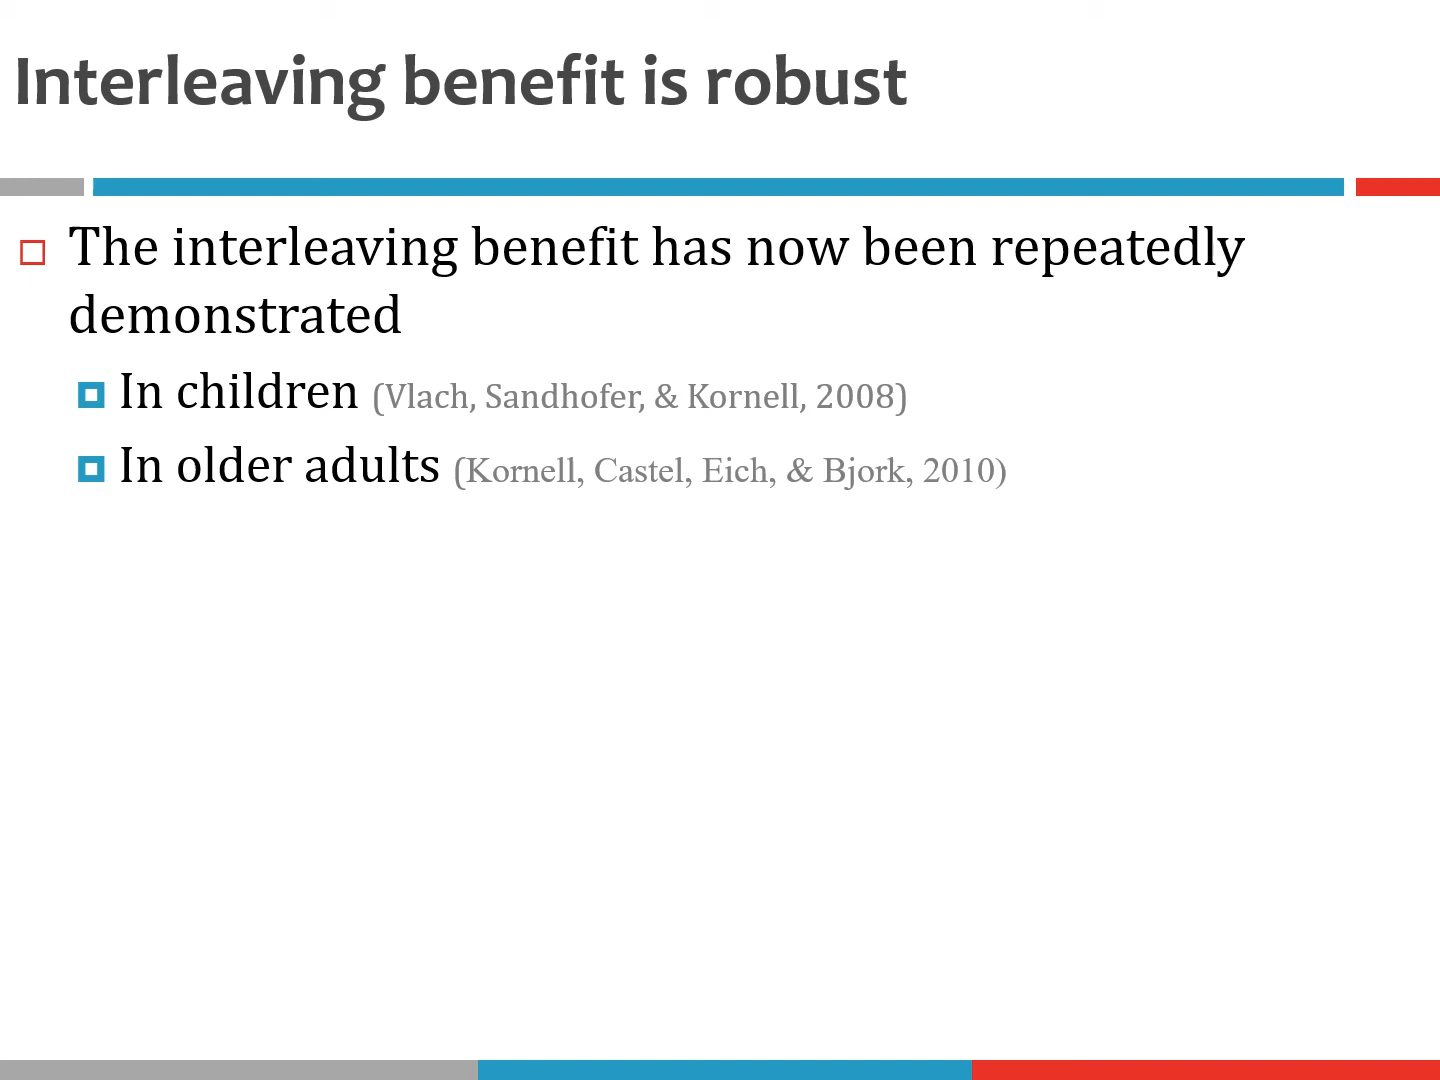 Interleaving benefit is robust
The interleaving benefit has now been repeatedly
demonstrated
In children (Vlach, Sandhofer, & Kornell, 2008)
In older adults (Kornell, Castel, Eich, & Bjork, 2010)